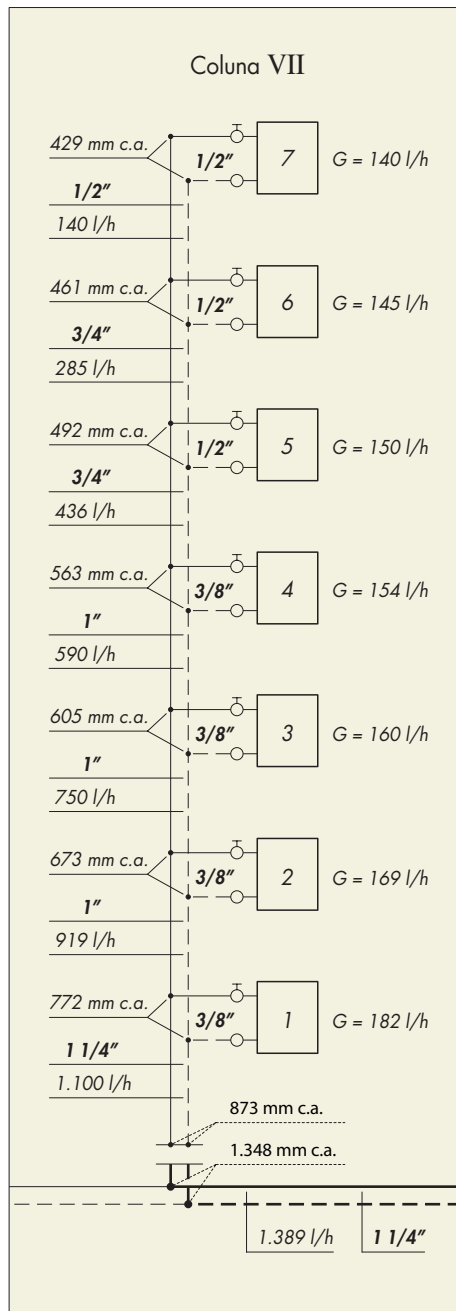 Coluna VII
429 mm c.a.
1/2" 7 G = 140 l/h
1/2"
140 l/h
461 mm c.a.
1/2" 6 G = 145 l/h
3/4"
285 l/h
492 mm c.a.
1/2" 5 G = 150 l/h
3/4"
436 l/h
563 mm c.a.
3/8" 4 G = 154 l/h
1"
590 l/h
605 mm c.a.
3/8" 3 G = 160 l/h
1"
750 l/h
673 mm c.a.
3/8" 2 G = 169 l/h
1"
919 l/h
772 mm c.a.
3/8" 1 G = 182 l/h
1 1/4"
1.100 l/h
873 mm c.a.
1.348 mm c.a.
1.389 l/h 1 1/4"